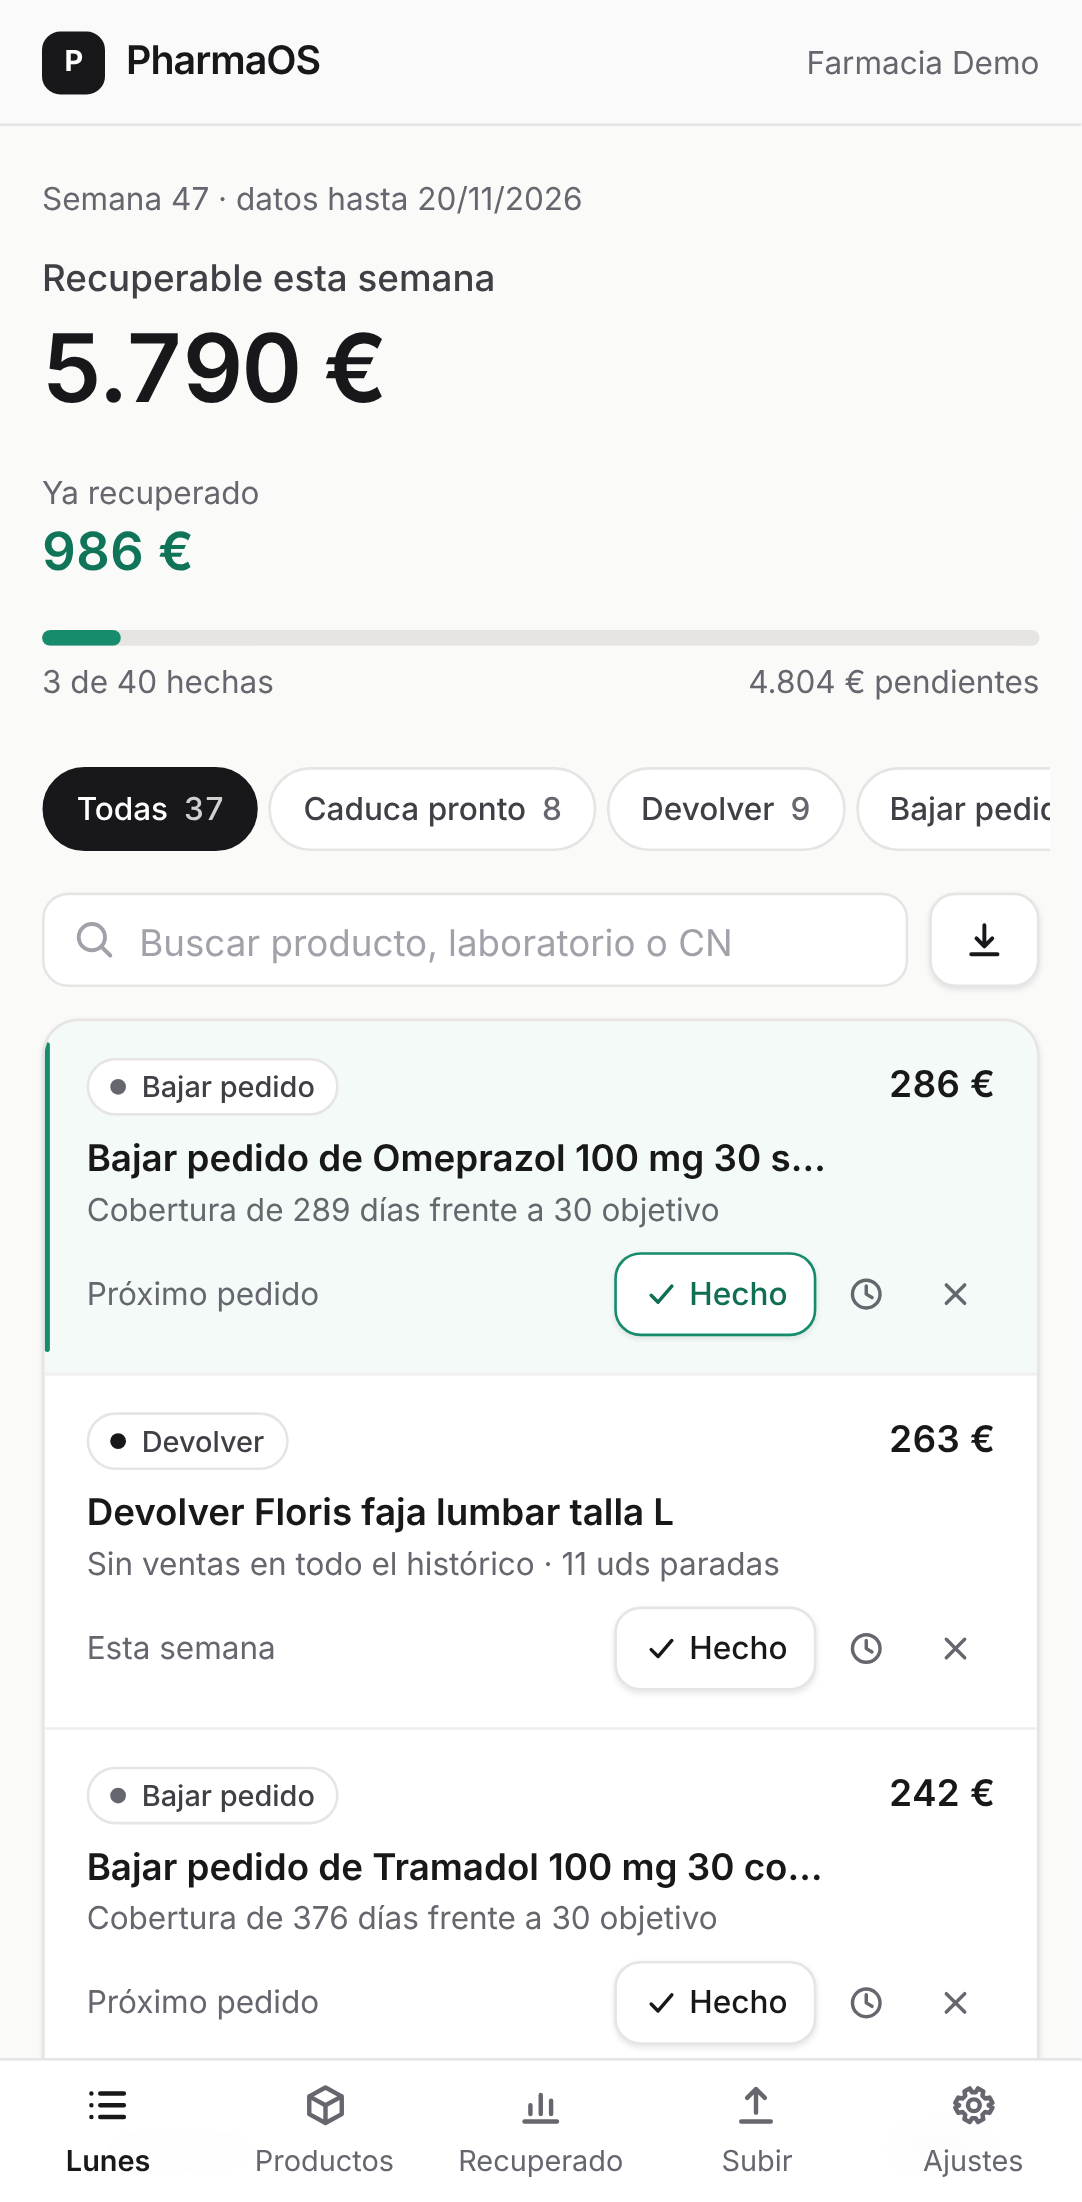 P PharmaOS Farmacia Demo
Semana 47 · datos hasta 20/11/2026
Recuperable esta semana
5.790 €
Ya recuperado
986 €
3 de 40 hechas 4.804 € pendientes
Todas 37 Caduca pronto 8 Devolver 9 Bajar pedid
Buscar producto, laboratorio o CN
Bajar pedido 286 €
Bajar pedido de Omeprazol 100 mg 30 s...
Cobertura de 289 días frente a 30 objetivo
Próximo pedido Hecho
Devolver 263 €
Devolver Floris faja lumbar talla L
Sin ventas en todo el histórico · 11 uds paradas
Esta semana Hecho
Bajar pedido 242 €
Bajar pedido de Tramadol 100 mg 30 co...
Cobertura de 376 días frente a 30 objetivo
Próximo pedido Hecho
Lunes Productos Recuperado Subir Ajustes